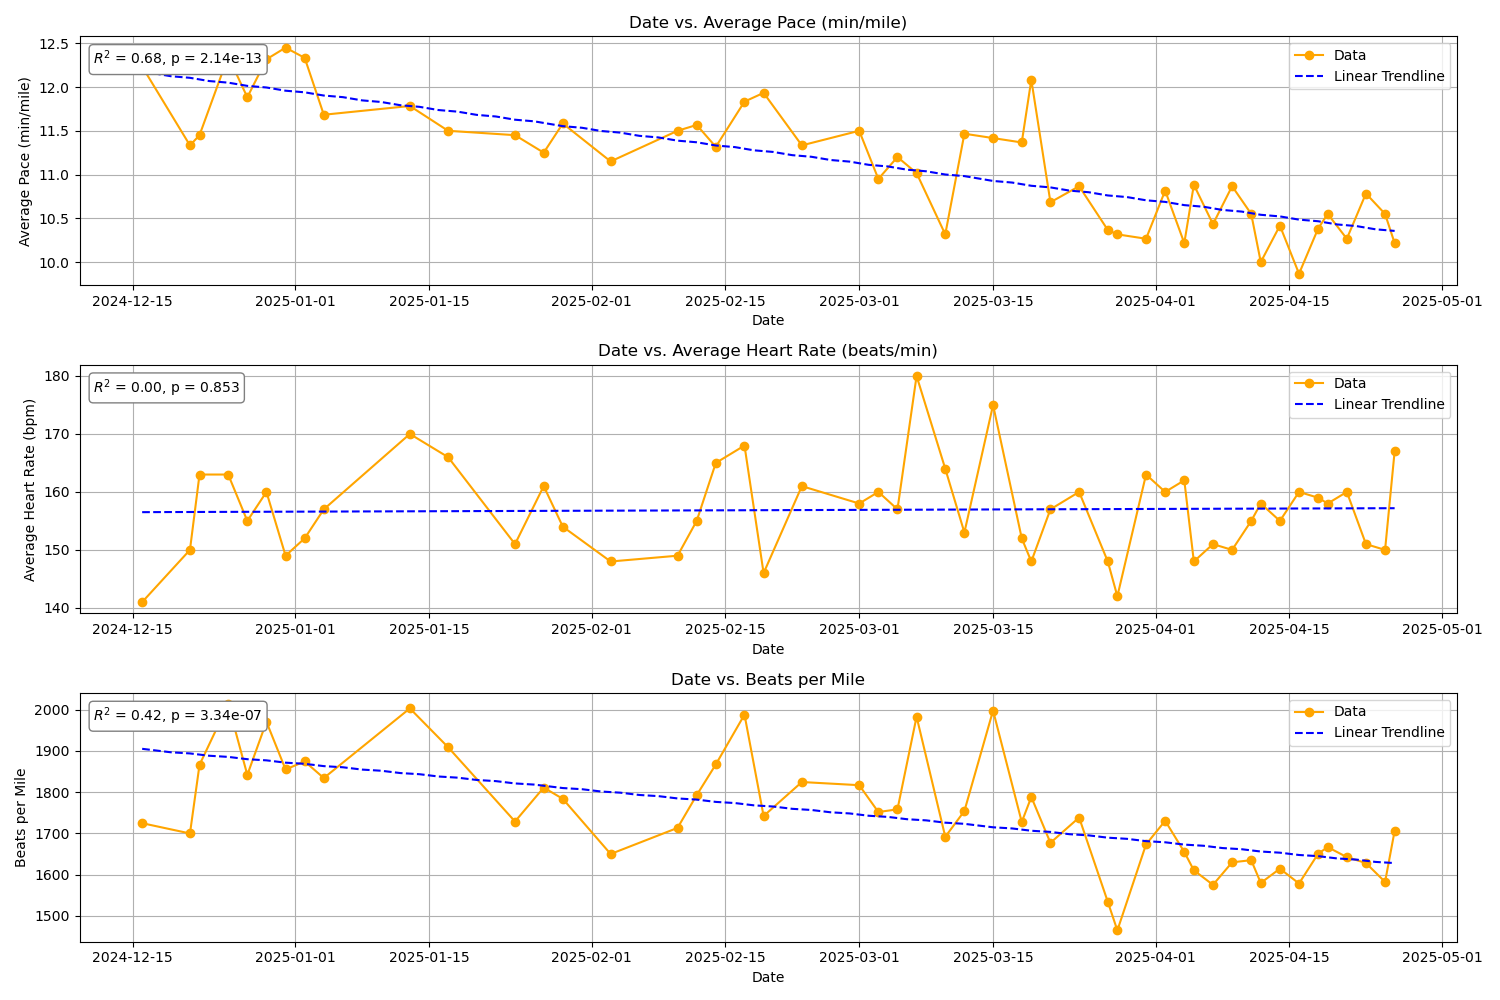 Date vs. Average Pace (min/mile)
R² = 0.68, p = 2.14e-13
Data
Linear Trendline
Average Pace (min/mile)
12.5
12.0
11.5
11.0
10.5
10.0
2024-12-15 2025-01-01 2025-01-15 2025-02-01 2025-02-15 2025-03-01 2025-03-15 2025-04-01 2025-04-15 2025-05-01
Date
Date vs. Average Heart Rate (beats/min)
R² = 0.00, p = 0.853
Data
Linear Trendline
Average Heart Rate (bpm)
180
170
160
150
140
2024-12-15 2025-01-01 2025-01-15 2025-02-01 2025-02-15 2025-03-01 2025-03-15 2025-04-01 2025-04-15 2025-05-01
Date
Date vs. Beats per Mile
R² = 0.42, p = 3.34e-07
Data
Linear Trendline
Beats per Mile
2000
1900
1800
1700
1600
1500
2024-12-15 2025-01-01 2025-01-15 2025-02-01 2025-02-15 2025-03-01 2025-03-15 2025-04-01 2025-04-15 2025-05-01
Date